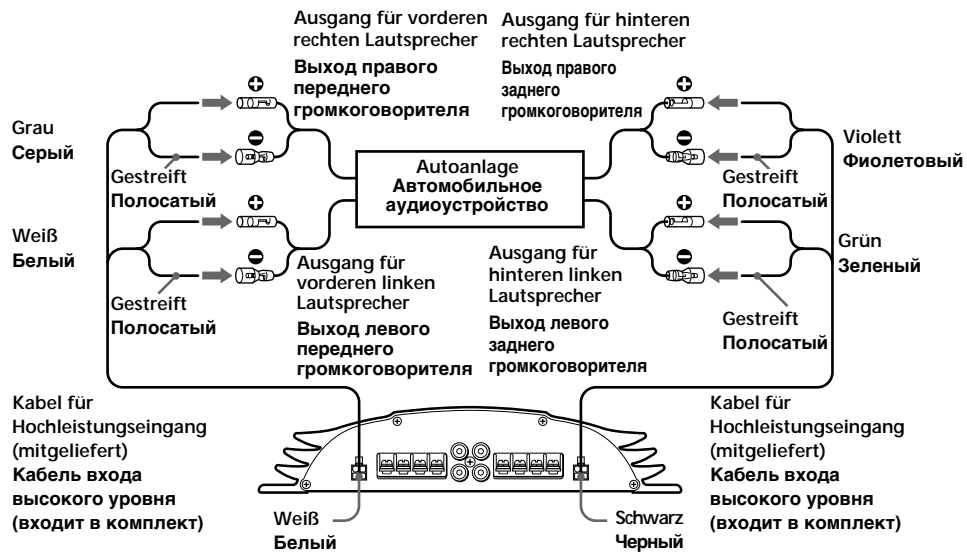 Ausgang für vorderen
rechten Lautsprecher
Выход правого
переднего
громкоговорителя
Ausgang für hinteren
rechten Lautsprecher
Выход правого
заднего
громкоговорителя
Grau
Серый
Gestreift
Полосатый
Weiß
Белый
Gestreift
Полосатый
Autoanlage
Автомобильное
аудиоустройство
Violett
Фиолетовый
Gestreift
Полосатый
Grün
Зеленый
Gestreift
Полосатый
Ausgang für
vorderen linken
Lautsprecher
Выход левого
переднего
громкоговорителя
Ausgang für
hinteren linken
Lautsprecher
Выход левого
заднего
громкоговорителя
Kabel für
Hochleistungseingang
(mitgeliefert)
Кабель входа
высокого уровня
(входит в комплект)
Weiß
Белый
Schwarz
Черный
Kabel für
Hochleistungseingang
(mitgeliefert)
Кабель входа
высокого уровня
(входит в комплект)